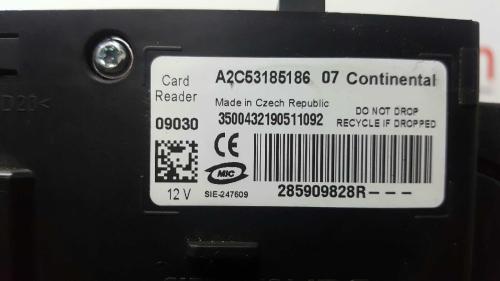 D20<
Card Reader
A2C53185186 07 Continental
Made in Czech Republic
09030
3500432190511092
DO NOT DROP
RECYCLE IF DROPPED
CE
MIC
12 V
SIE-247609
285909828R---